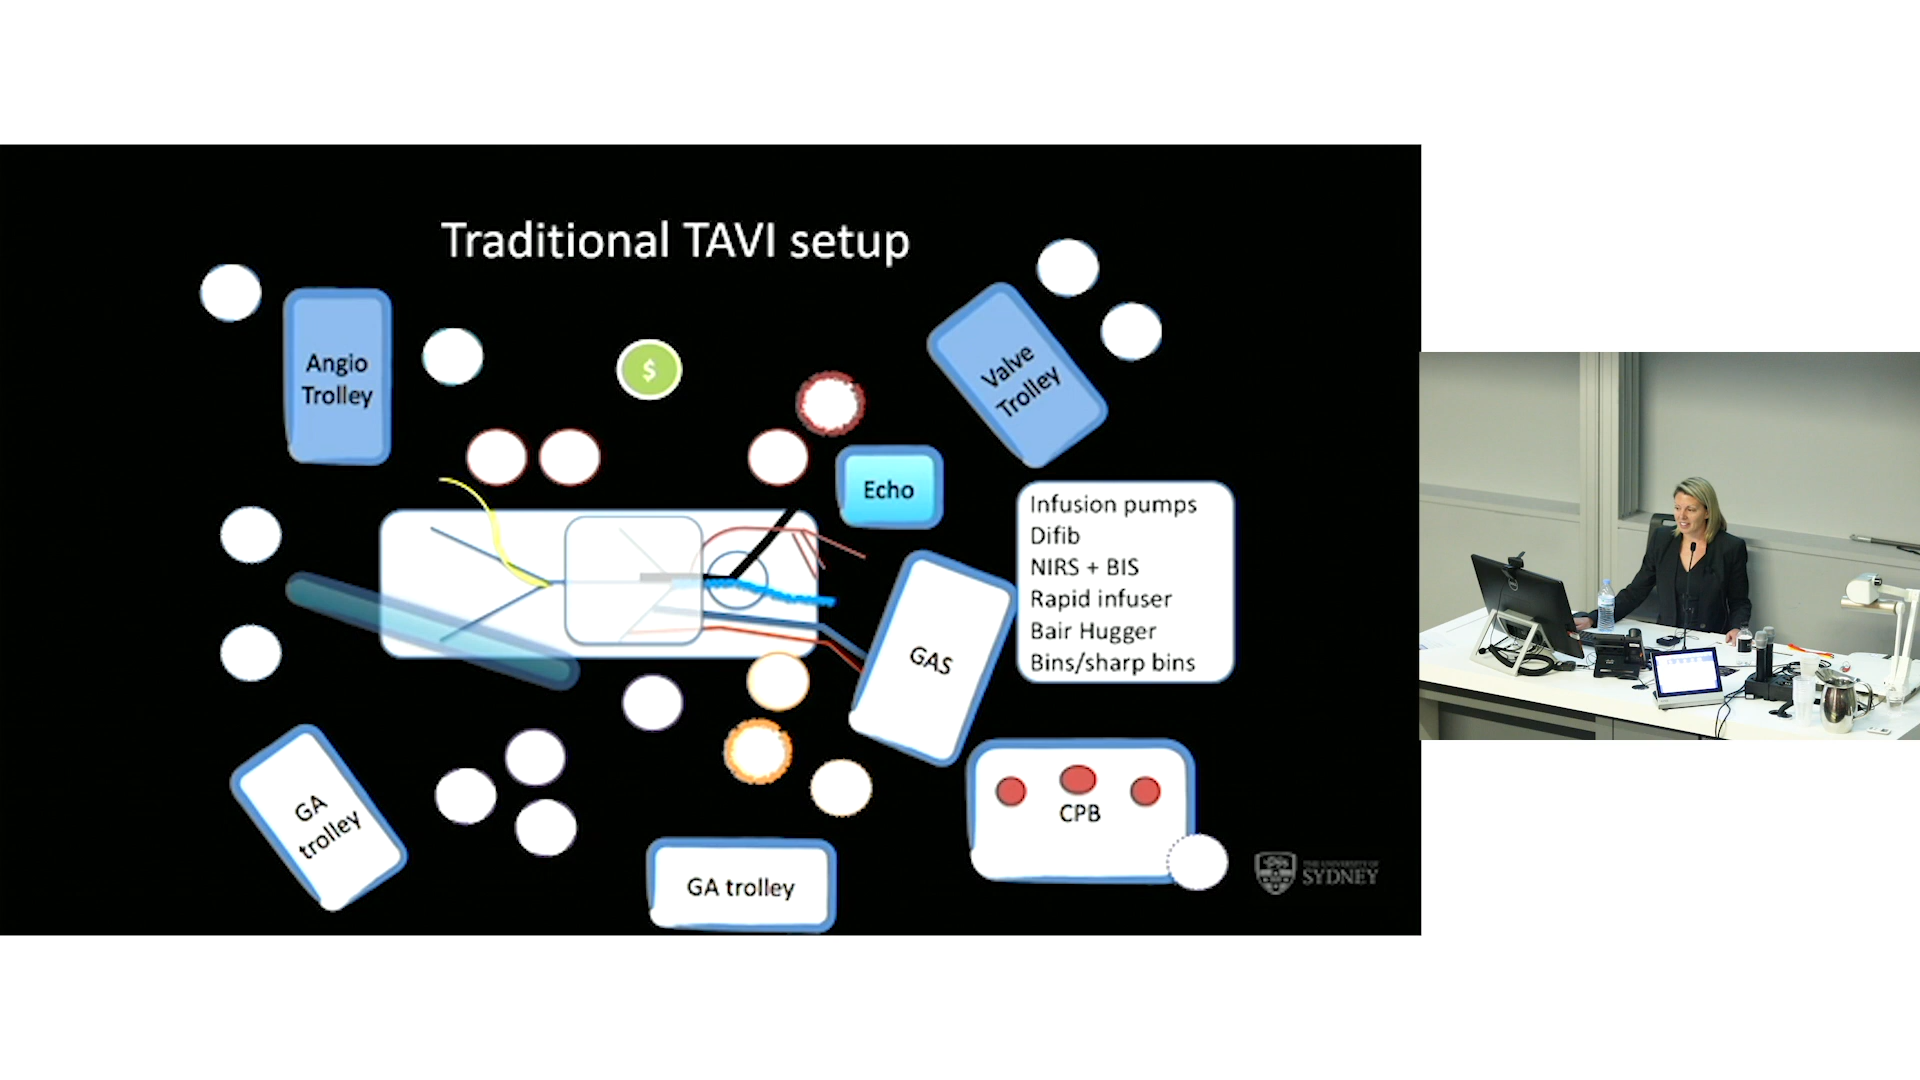 Traditional TAVI setup
Angio
Trolley
$
Valve
Trolley
Echo
Infusion pumps
Difib
NIRS + BIS
Rapid infuser
Bair Hugger
Bins/sharp bins
GAS
GA
trolley
GA trolley
CPB
THE UNIVERSITY OF
SYDNEY